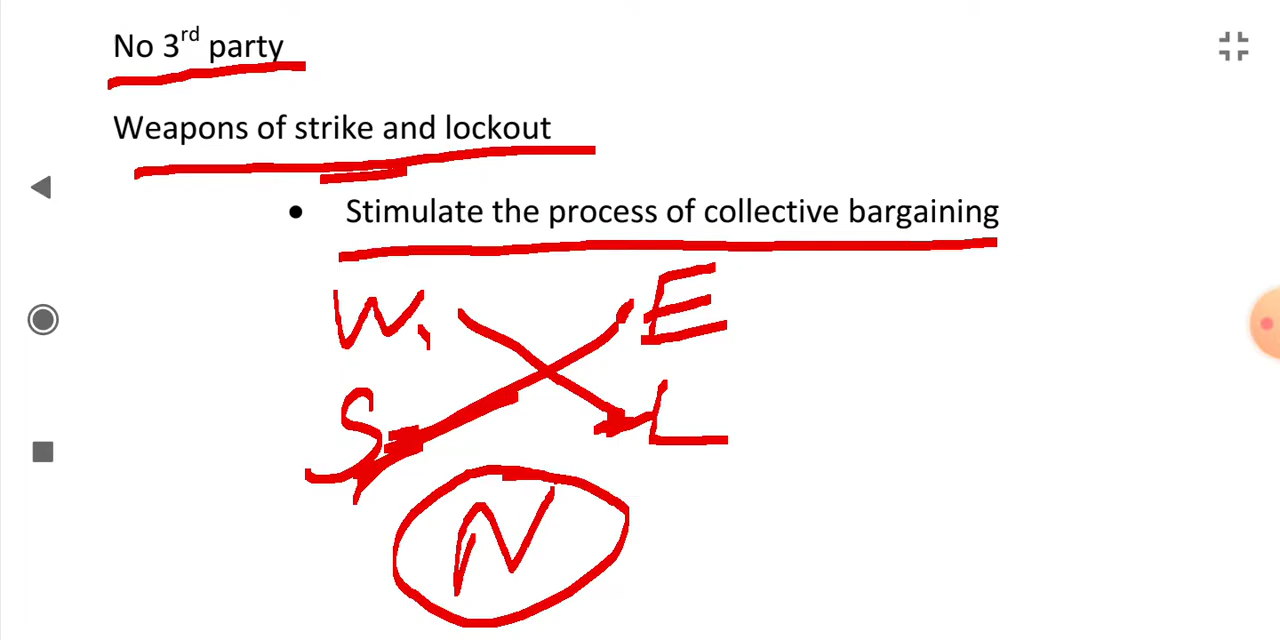 No 3rd party
Weapons of strike and lockout
• Stimulate the process of collective bargaining
W. E
S L
N